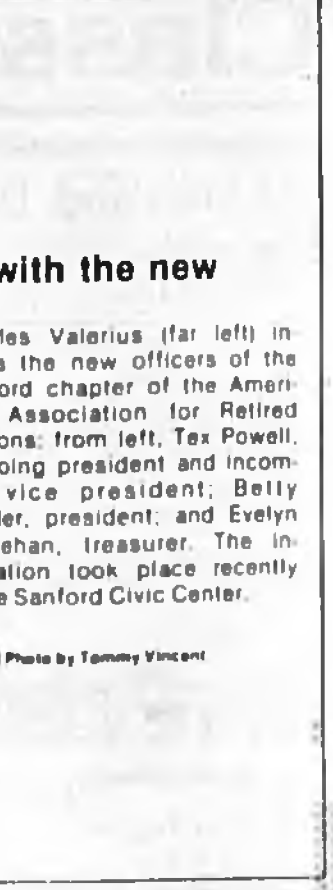 with the new
les Valerius (far left) in-
s the new officers of the
ord chapter of the Ameri-
Association for Retired
ons: from left, Tex Powell,
oing president and incom-
vice president; Betty
ler, president; and Evelyn
ehan, treasurer. The in-
ation took place recently
e Sanford Civic Center.
Photo by Tommy Vincent